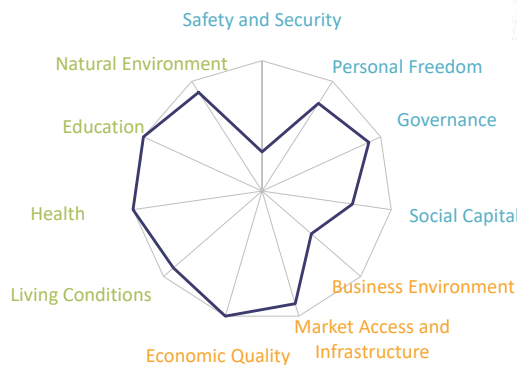 Safety and Security
Natural Environment
Personal Freedom
Education
Governance
Health
Social Capital
Living Conditions
Business Environment
Market Access and
Infrastructure
Economic Quality